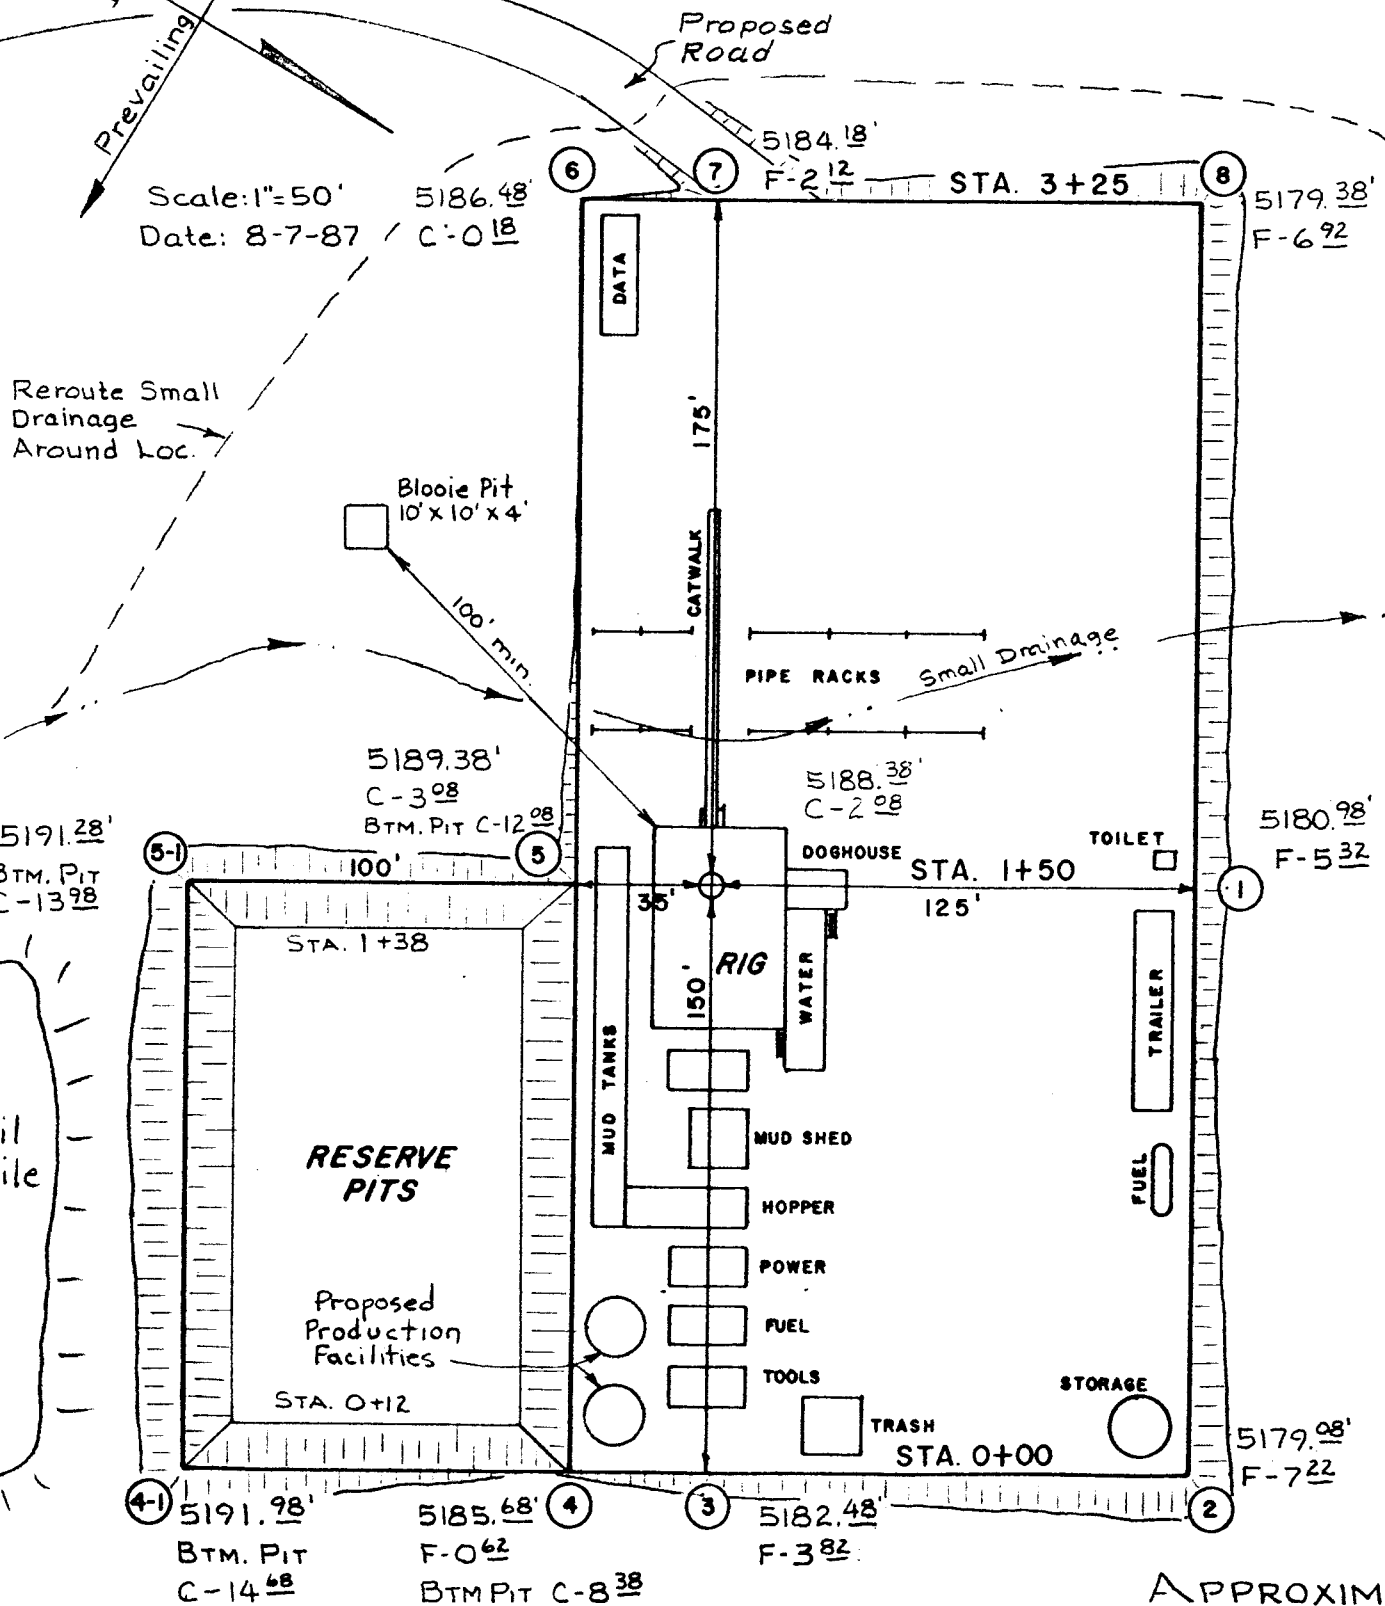 Proposed
Road
Prevailing
Scale: 1"=50'
Date: 8-7-87
6
5186.48'
C-0 18
7
5184.18'
F-2 12
STA. 3+25
8
5179.38'
F-6 92
DATA
175'
Reroute Small
Drainage
Around Loc.
Blooie Pit
10' x 10' x 4'
100' min.
CATWALK
PIPE RACKS
Small Drainage
5189.38'
C-3 08
BTM. PIT C-12 08
5188.38'
C-2 08
5191.28'
BTM. PIT
C-13 98
5-1
100'
5
DOGHOUSE
STA. 1+50
TOILET
5180.98'
F-5 32
1
35'
125'
STA. 1+38
RIG
150'
WATER
MUD TANKS
TRAILER
MUD SHED
RESERVE
PITS
HOPPER
FUEL
POWER
Proposed
Production
Facilities
FUEL
TOOLS
STA. 0+12
STORAGE
TRASH
STA. 0+00
5179.08'
F-7 22
4-1
5191.98'
BTM. PIT
C-14 68
5185.68'
F-0 62
BTM PIT C-8 38
4
3
5182.48'
F-3 82
2
il
ile
APPROXIM